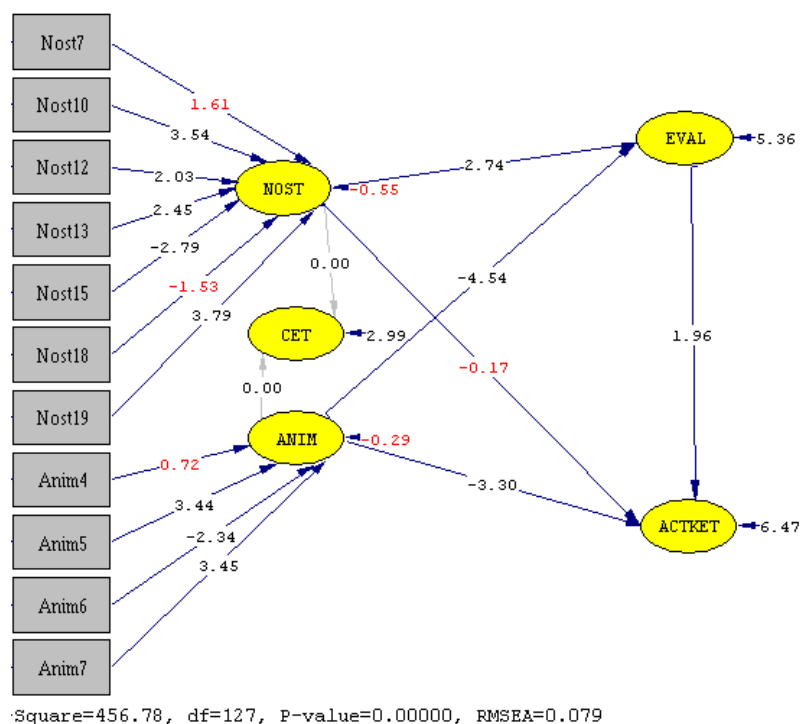 Nost7
Nost10
Nost12
Nost13
Nost15
Nost18
Nost19
Anim4
Anim5
Anim6
Anim7
1.61
3.54
2.03
2.45
-2.79
-1.53
3.79
0.72
3.44
-2.34
3.45
NOST
-0.55
0.00
CET
2.99
0.00
ANIM
-0.29
2.74
-4.54
-0.17
-3.30
EVAL
5.36
1.96
ACTKET
6.47
-Square=456.78, df=127, P-value=0.00000, RMSEA=0.079